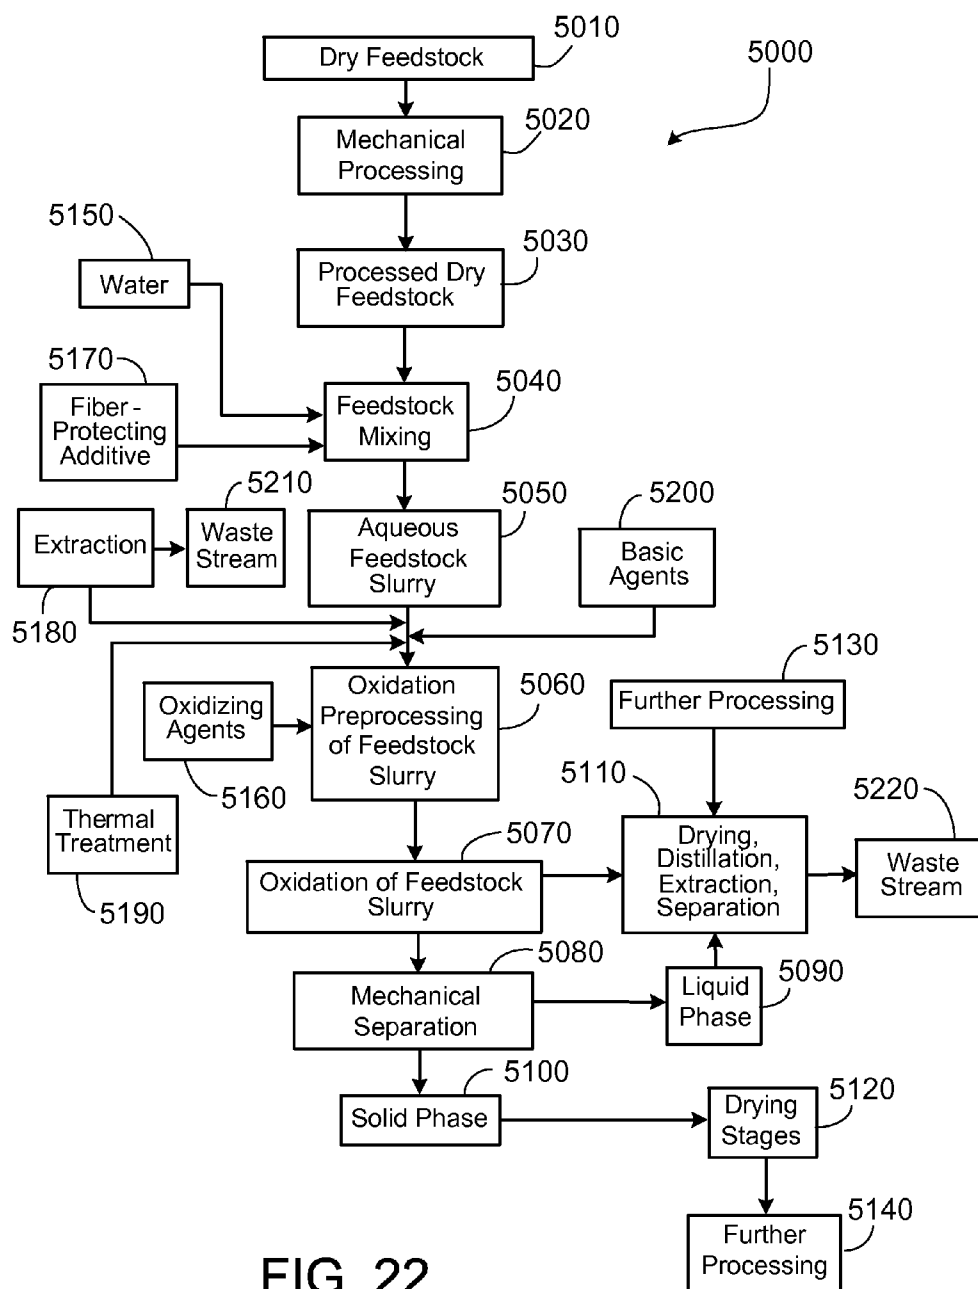 5010
Dry Feedstock
5000
5020
Mechanical
Processing
5150
5030
Water
Processed Dry
Feedstock
5170
5040
Fiber-
Protecting
Additive
Feedstock
Mixing
5210
5050
5200
Extraction
Waste
Stream
Aqueous
Feedstock
Slurry
Basic
Agents
5180
5130
5060
Oxidizing
Agents
Oxidation
Preprocessing
of Feedstock
Slurry
Further Processing
5160
5110
5220
Thermal
Treatment
5070
Drying,
Distillation,
Extraction,
Separation
Waste
Stream
5190
Oxidation of Feedstock
Slurry
5080
5090
Mechanical
Separation
Liquid
Phase
5100
5120
Solid Phase
Drying
Stages
5140
Further
Processing
FIG. 22